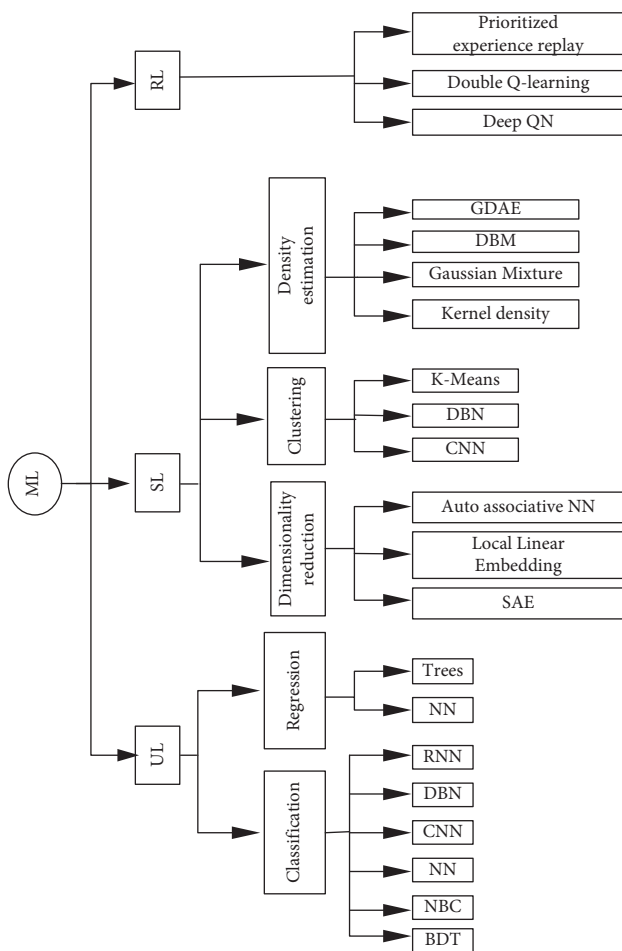 ML
RL
Prioritized
experience replay
Double Q-learning
Deep QN
SL
Density
estimation
GDAE
DBM
Gaussian Mixture
Kernel density
Clustering
K-Means
DBN
CNN
Dimensionality
reduction
Auto associative NN
Local Linear
Embedding
SAE
UL
Regression
Trees
NN
Classification
RNN
DBN
CNN
NN
NBC
BDT